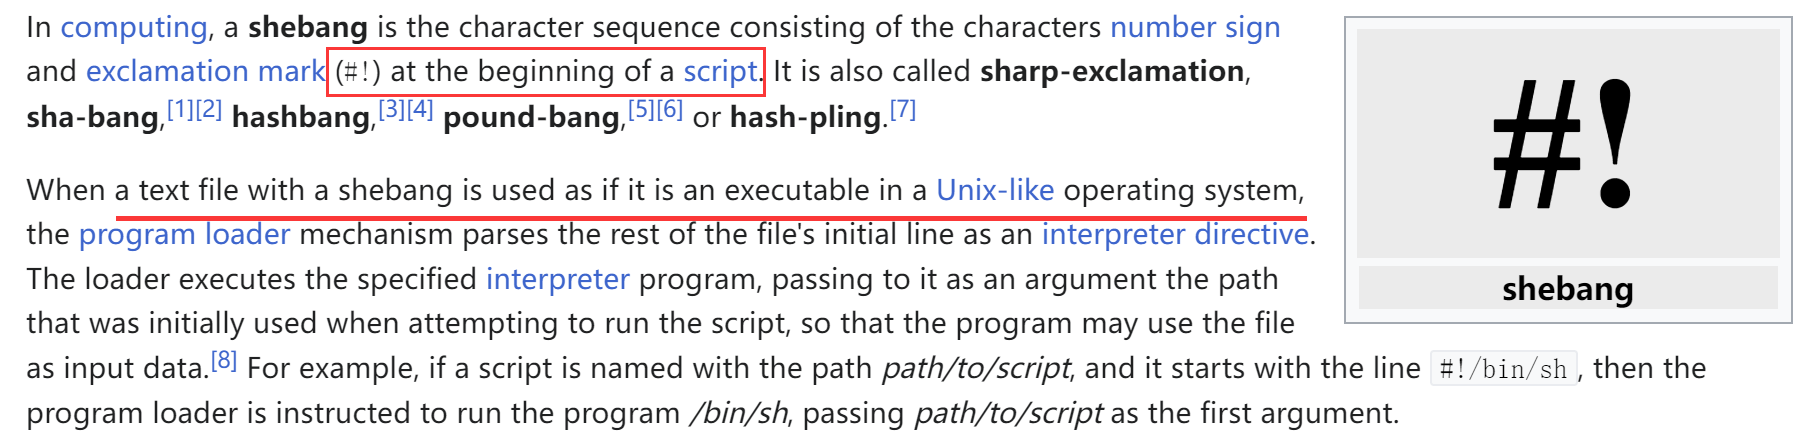 In computing, a shebang is the character sequence consisting of the characters number sign
and exclamation mark (#!) at the beginning of a script. It is also called sharp-exclamation,
sha-bang,[1][2] hashbang,[3][4] pound-bang,[5][6] or hash-pling.[7]
When a text file with a shebang is used as if it is an executable in a Unix-like operating system,
the program loader mechanism parses the rest of the file's initial line as an interpreter directive.
The loader executes the specified interpreter program, passing to it as an argument the path
that was initially used when attempting to run the script, so that the program may use the file
as input data.[8] For example, if a script is named with the path path/to/script, and it starts with the line #!/bin/sh, then the
program loader is instructed to run the program /bin/sh, passing path/to/script as the first argument.
#!
shebang